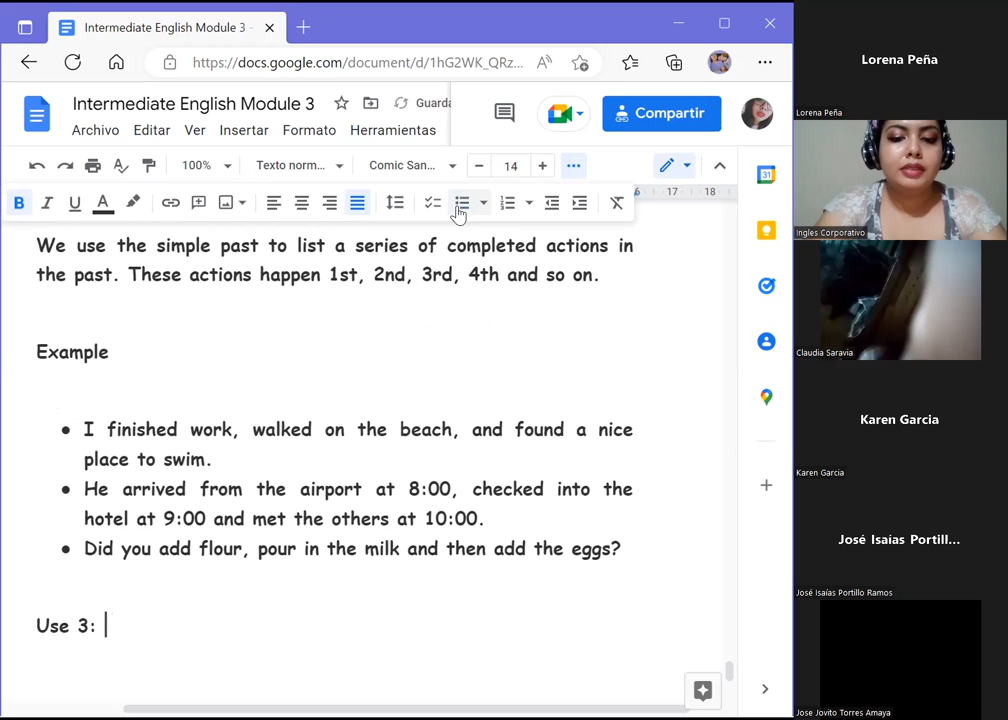 Intermediate English Module 3 -
https://docs.google.com/document/d/1hG2WK_QRz...
Intermediate English Module 3
Guarda
Archivo Editar Ver Insertar Formato Herramientas
Compartir
100% Texto norm... Comic San... 14
16 17 18
We use the simple past to list a series of completed actions in
the past. These actions happen 1st, 2nd, 3rd, 4th and so on.
Example
I finished work, walked on the beach, and found a nice
place to swim.
He arrived from the airport at 8:00, checked into the
hotel at 9:00 and met the others at 10:00.
Did you add flour, pour in the milk and then add the eggs?
Use 3:
Lorena Peña
Lorena Peña
Ingles Corporativo
Claudia Saravia
Karen Garcia
Karen Garcia
José Isaías Portill...
José Isaías Portillo Ramos
Jose Jovito Torres Amaya